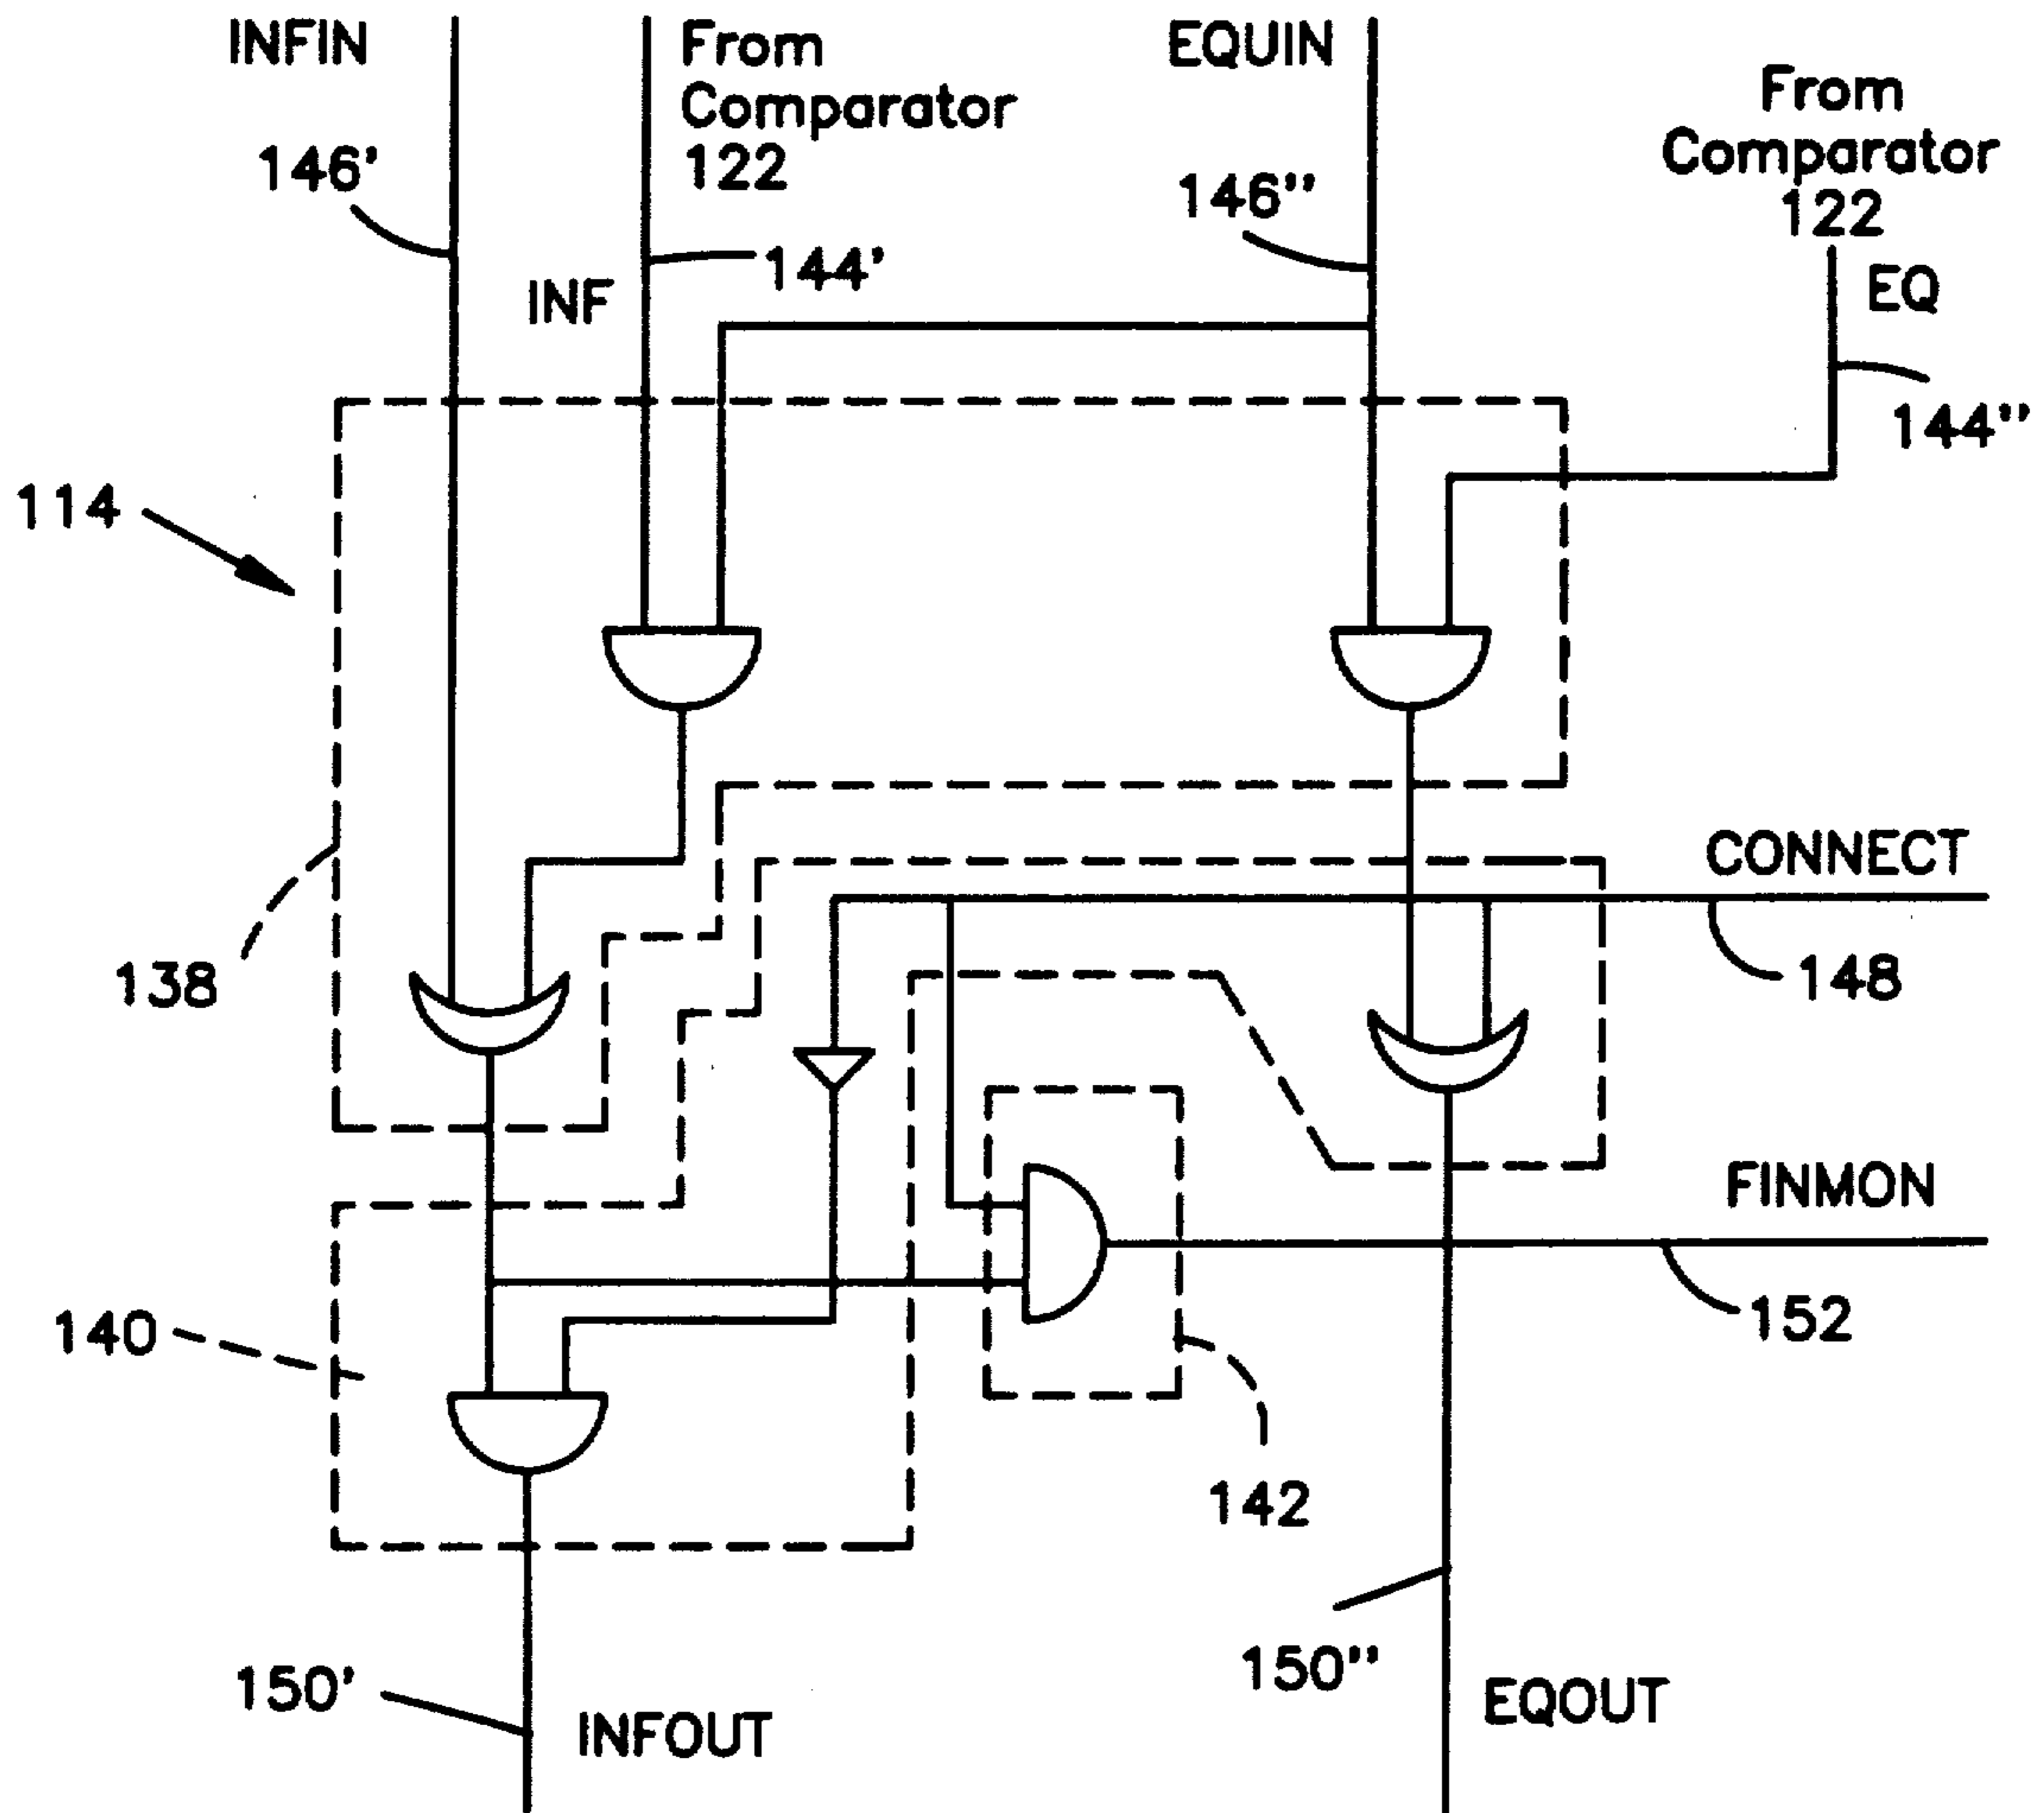 INFIN
From
Comparator
122
EQUIN
From
Comparator
122
146'
146"
144'
INF
EQ
144"
114
CONNECT
138
148
FINMON
140
152
142
150'
INFOUT
150"
EQOUT